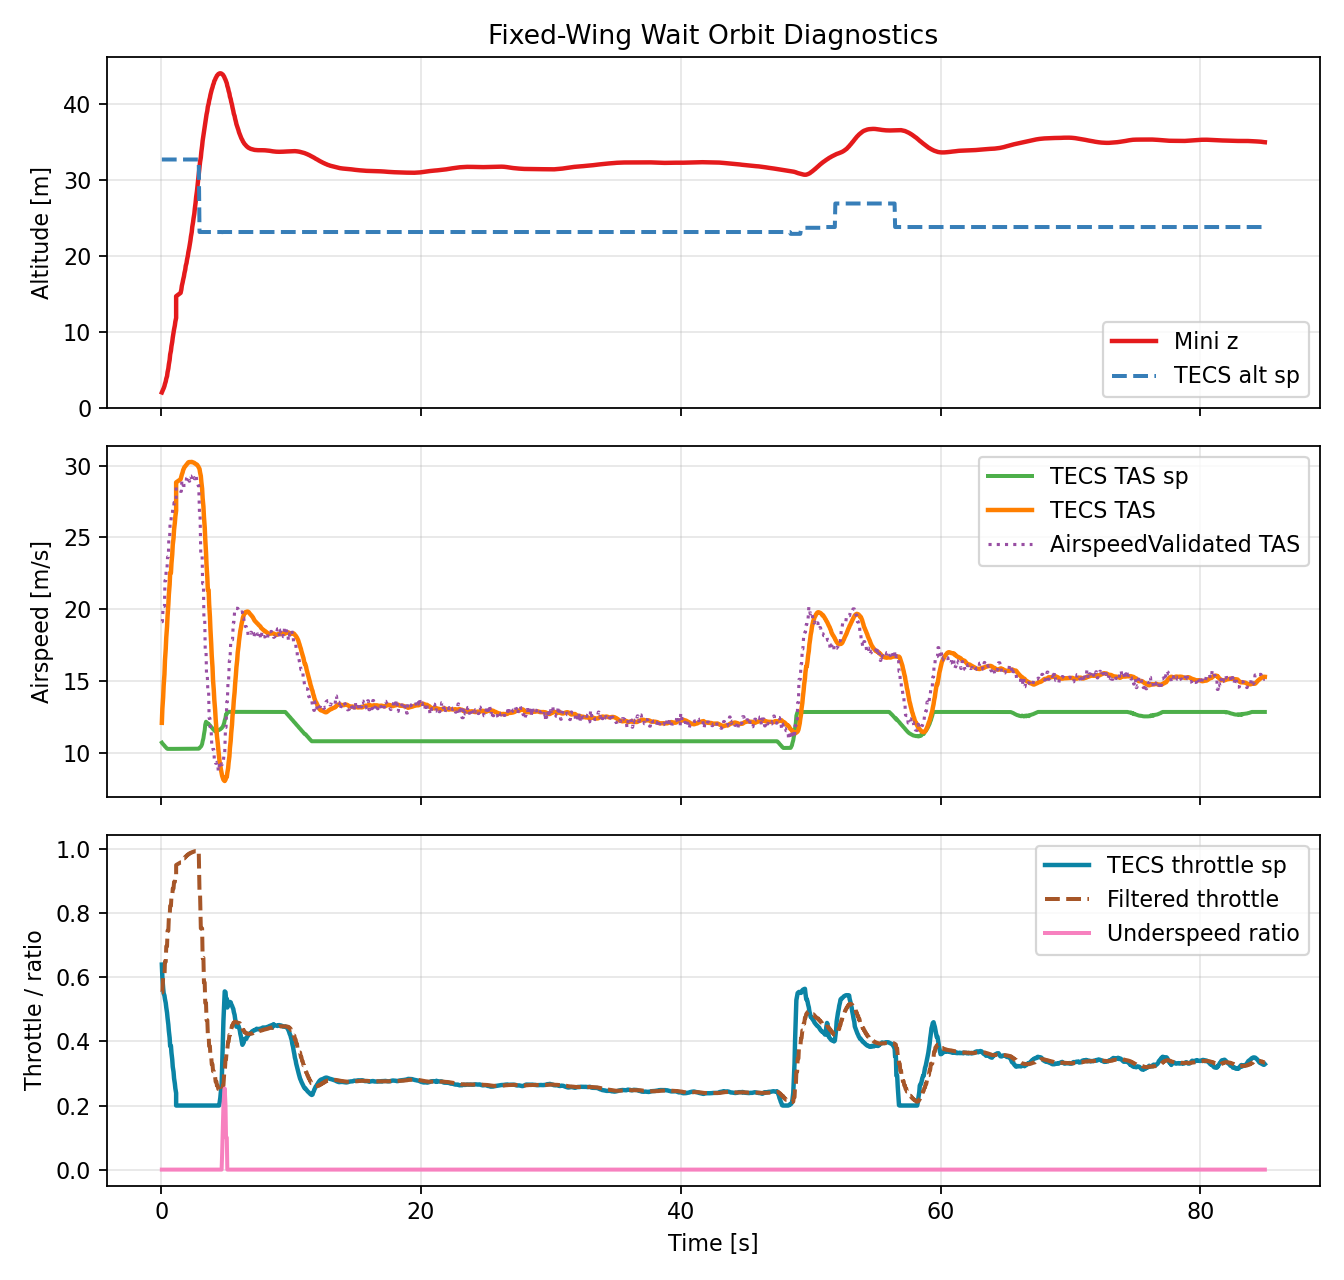 Fixed-Wing Wait Orbit Diagnostics
Altitude [m]
40
30
20
10
0
Mini z
TECS alt sp
Airspeed [m/s]
30
25
20
15
10
TECS TAS sp
TECS TAS
AirspeedValidated TAS
Throttle / ratio
1.0
0.8
0.6
0.4
0.2
0.0
TECS throttle sp
Filtered throttle
Underspeed ratio
0 20 40 60 80
Time [s]